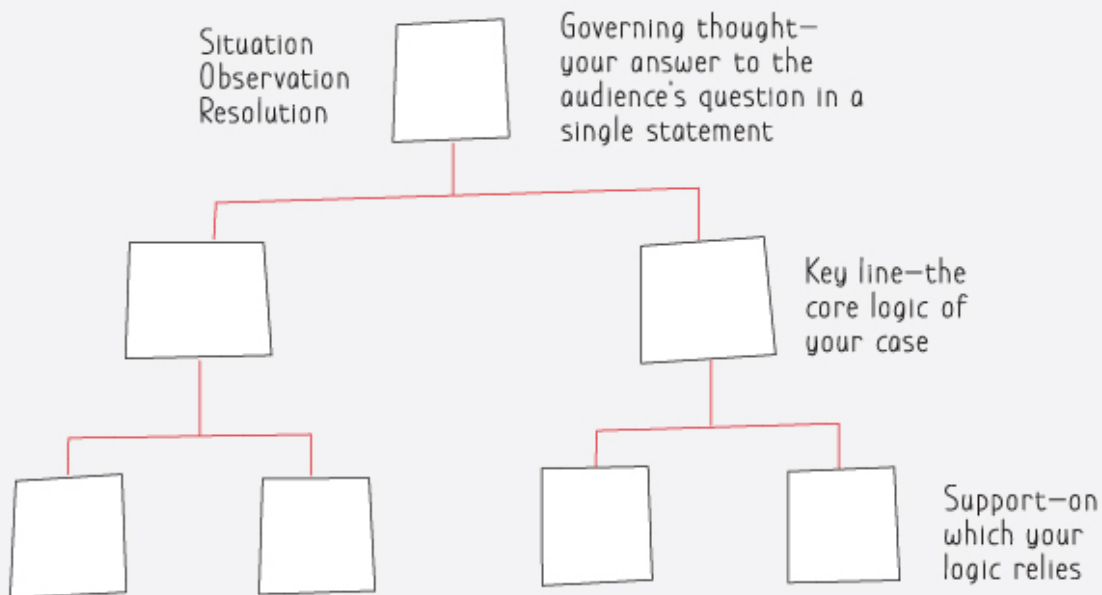 Situation
Observation
Resolution
Governing thought—
your answer to the
audience's question in a
single statement
Key line—the
core logic of
your case
Support—on
which your
logic relies